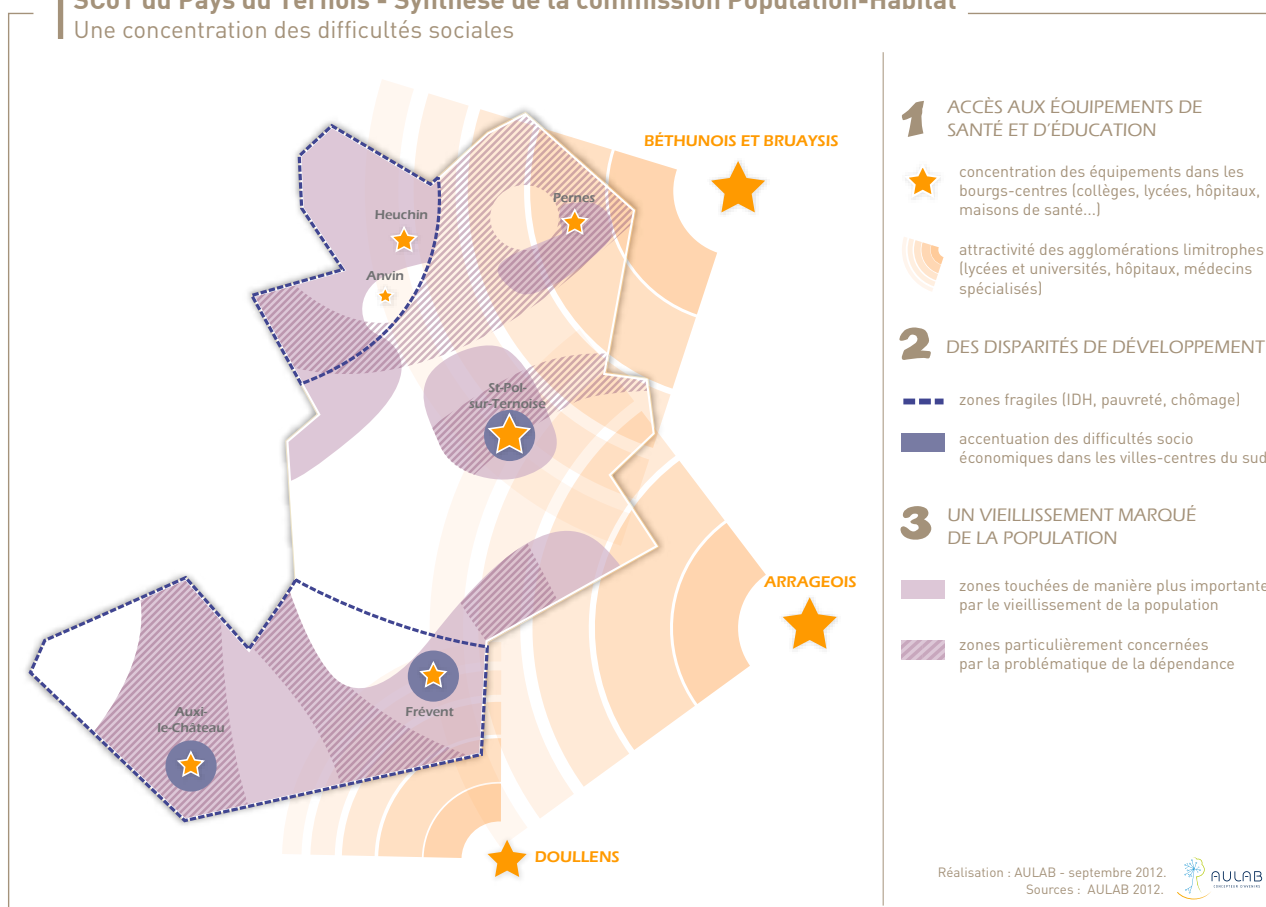 SCoT du Pays du Ternois - Synthèse de la commission Population-Habitat
Une concentration des difficultés sociales
BÉTHUNOIS ET BRUAYSIS
Pernes
Heuchin
Anvin
St-Pol-
sur-Ternoise
ARRAGEOIS
Auxi-
le-Château
Frévent
DOULLENS
1 ACCÈS AUX ÉQUIPEMENTS DE
SANTÉ ET D'ÉDUCATION
concentration des équipements dans les
bourgs-centres (collèges, lycées, hôpitaux,
maisons de santé...)
attractivité des agglomérations limitrophes
(lycées et universités, hôpitaux, médecins
spécialisés)
2 DES DISPARITÉS DE DÉVELOPPEMENT
zones fragiles (IDH, pauvreté, chômage)
accentuation des difficultés socio
économiques dans les villes-centres du sud
3 UN VIEILLISSEMENT MARQUÉ
DE LA POPULATION
zones touchées de manière plus importante
par le vieillissement de la population
zones particulièrement concernées
par la problématique de la dépendance
Réalisation : AULAB - septembre 2012.
Sources : AULAB 2012.
AULAB
CONCEPTEUR D'AVENIRS